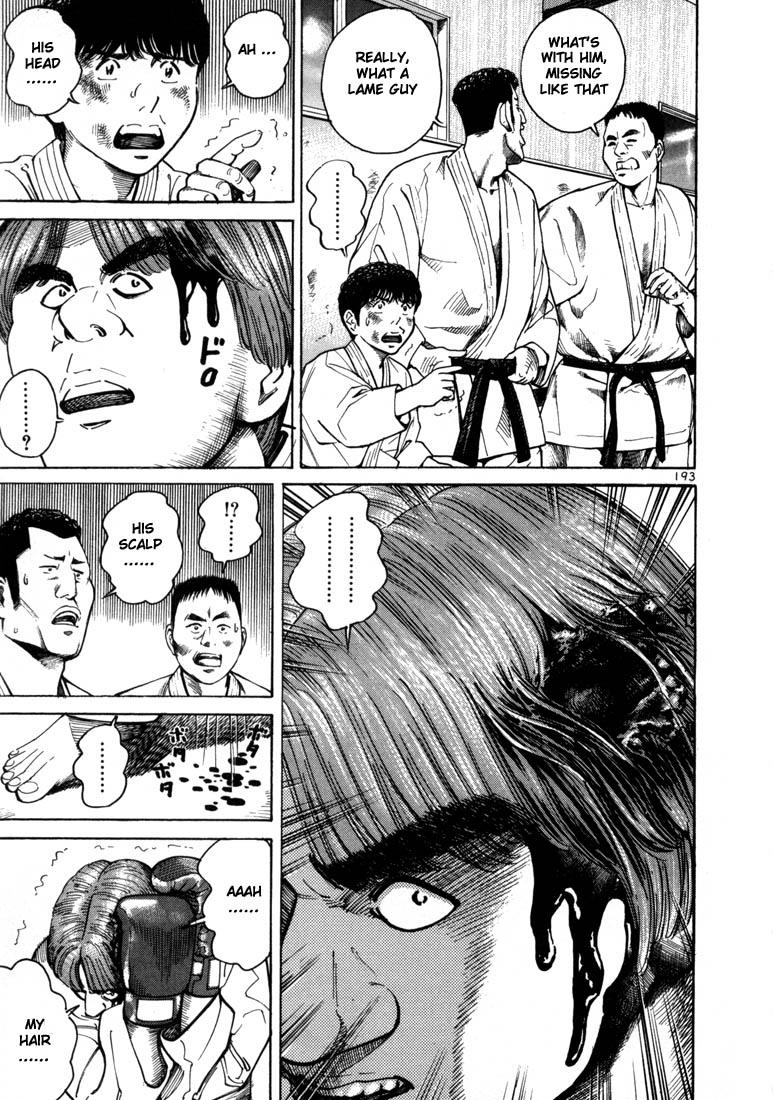 WHAT'S
WITH HIM,
MISSING
LIKE THAT
REALLY,
WHAT A
LAME GUY
.........
AH ...
HIS
HEAD
......
ドロ
.........
?
193
.........
!?
.........
HIS
SCALP
......
ボタ
ボタ
ボタ
.........
AAAH
......
MY
HAIR
......